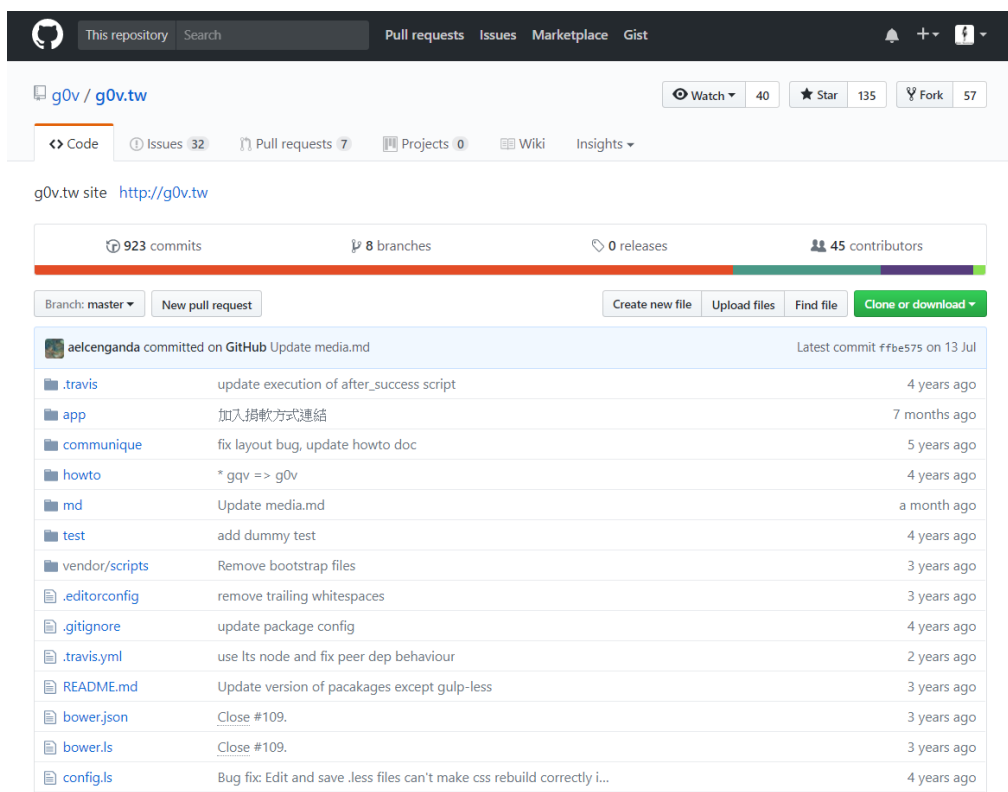 This repository Search Pull requests Issues Marketplace Gist
g0v / g0v.tw Watch 40 Star 135 Fork 57
Code Issues 32 Pull requests 7 Projects 0 Wiki Insights
g0v.tw site http://g0v.tw
923 commits 8 branches 0 releases 45 contributors
Branch: master New pull request Create new file Upload files Find file Clone or download
aelcenganda committed on GitHub Update media.md Latest commit ffbe575 on 13 Jul
.travis update execution of after_success script 4 years ago
app 加入捐軟方式連結 7 months ago
communique fix layout bug, update howto doc 5 years ago
howto * gqv => g0v 4 years ago
md Update media.md a month ago
test add dummy test 4 years ago
vendor/scripts Remove bootstrap files 3 years ago
.editorconfig remove trailing whitespaces 3 years ago
.gitignore update package config 4 years ago
.travis.yml use lts node and fix peer dep behaviour 2 years ago
README.md Update version of pacakages except gulp-less 3 years ago
bower.json Close #109. 3 years ago
bower.ls Close #109. 3 years ago
config.ls Bug fix: Edit and save .less files can't make css rebuild correctly i... 4 years ago